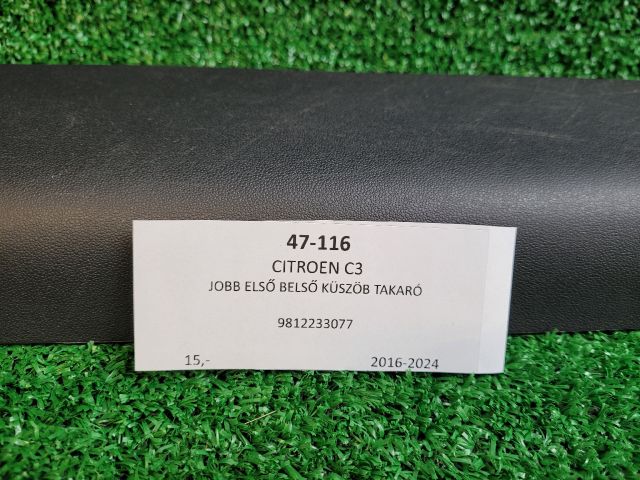 47-116
CITROEN C3
JOBB ELSŐ BELSŐ KÜSZÖB TAKARÓ
9812233077
15,- 2016-2024